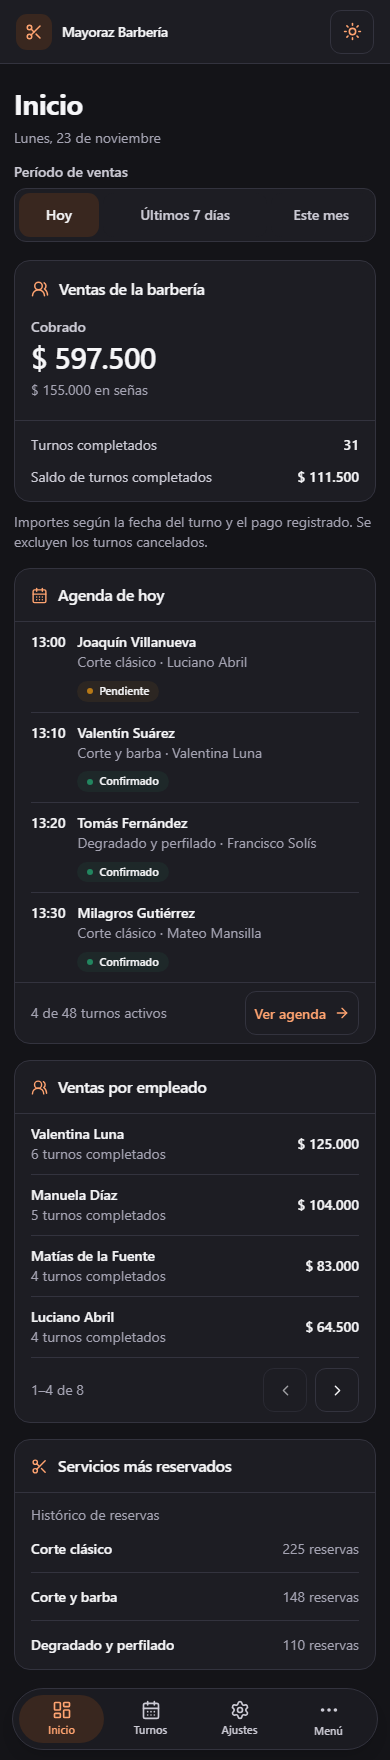 Mayoraz Barbería
Inicio
Lunes, 23 de noviembre
Período de ventas
Hoy
Últimos 7 días
Este mes
Ventas de la barbería
Cobrado
$ 597.500
$ 155.000 en señas
Turnos completados 31
Saldo de turnos completados $ 111.500
Importes según la fecha del turno y el pago registrado. Se
excluyen los turnos cancelados.
Agenda de hoy
13:00 Joaquín Villanueva
Corte clásico · Luciano Abril
Pendiente
13:10 Valentín Suárez
Corte y barba · Valentina Luna
Confirmado
13:20 Tomás Fernández
Degradado y perfilado · Francisco Solís
Confirmado
13:30 Milagros Gutiérrez
Corte clásico · Mateo Mansilla
Confirmado
4 de 48 turnos activos
Ver agenda
Ventas por empleado
Valentina Luna
6 turnos completados
$ 125.000
Manuela Díaz
5 turnos completados
$ 104.000
Matías de la Fuente
4 turnos completados
$ 83.000
Luciano Abril
4 turnos completados
$ 64.500
1–4 de 8
Servicios más reservados
Histórico de reservas
Corte clásico 225 reservas
Corte y barba 148 reservas
Degradado y perfilado 110 reservas
Inicio
Turnos
Ajustes
Menú